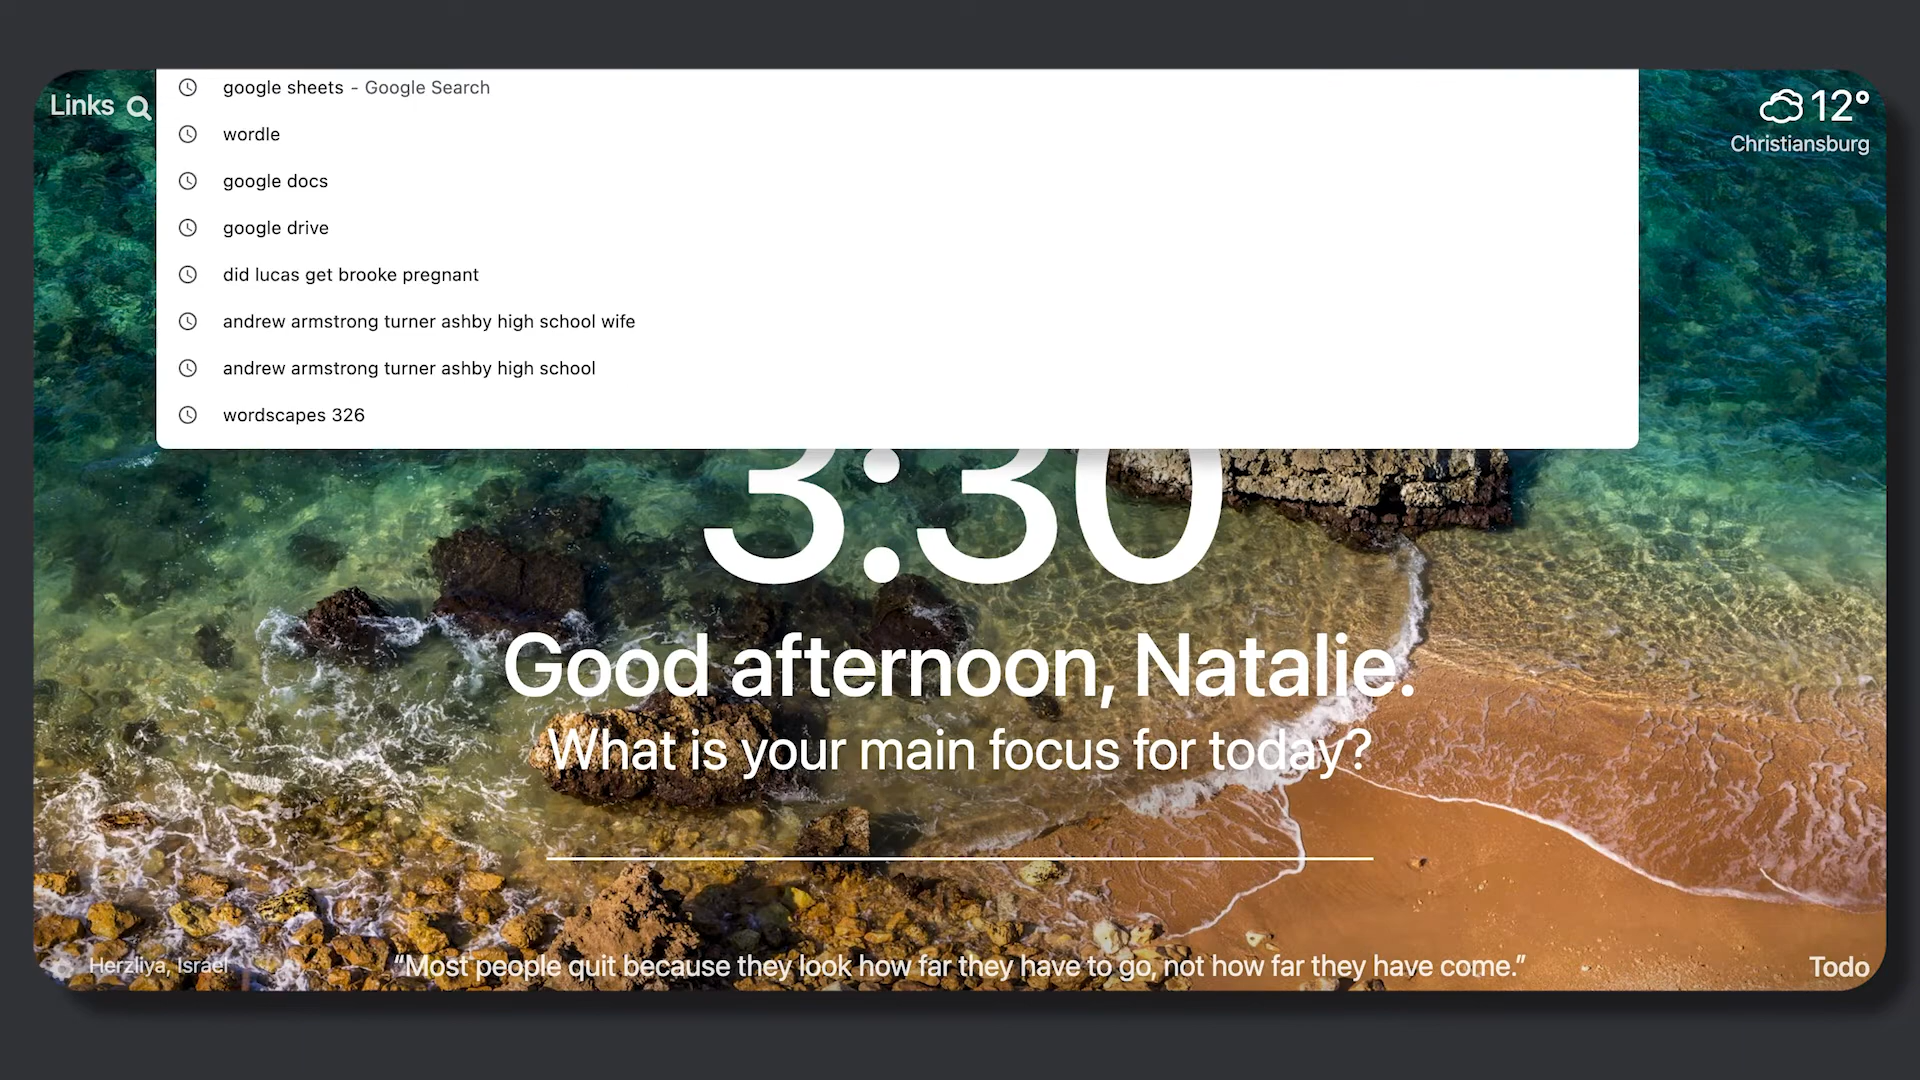 Links
google sheets - Google Search
wordle
google docs
google drive
did lucas get brooke pregnant
andrew armstrong turner ashby high school wife
andrew armstrong turner ashby high school
wordscapes 326
12°
Christiansburg
3:30
Good afternoon, Natalie.
What is your main focus for today?
Herzliya, Israel
“Most people quit because they look how far they have to go, not how far they have come.”
Todo